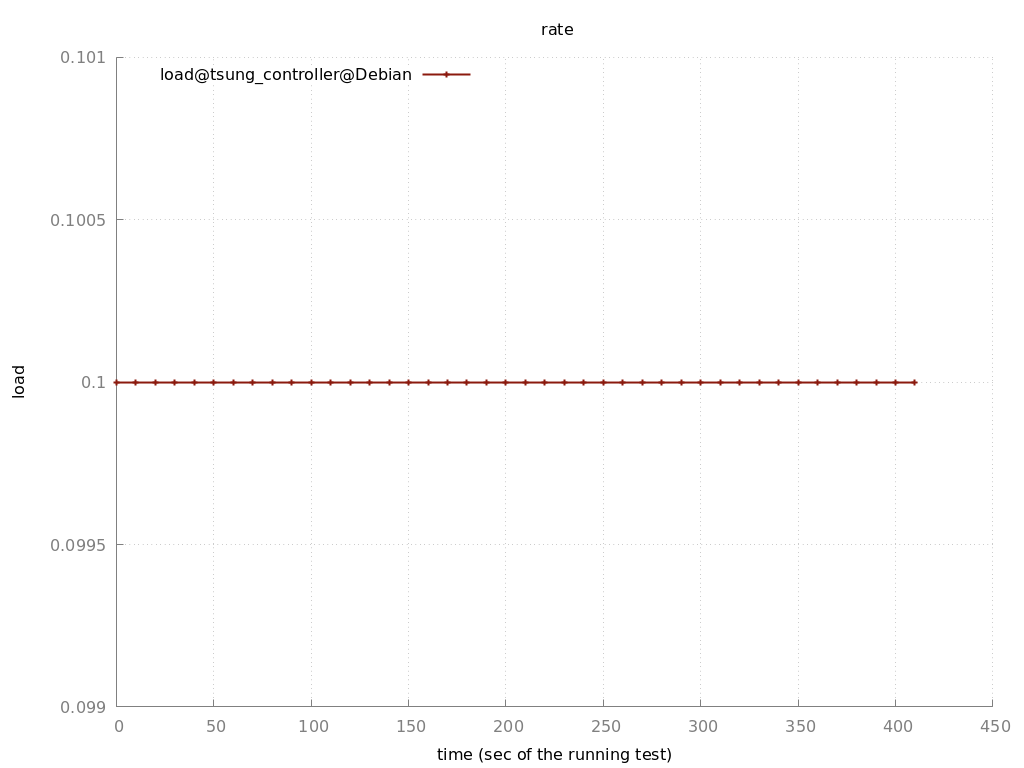 rate
0.101
load@tsung_controller@Debian
0.1005
load
0.1
0.0995
0.099
0 50 100 150 200 250 300 350 400 450
time (sec of the running test)